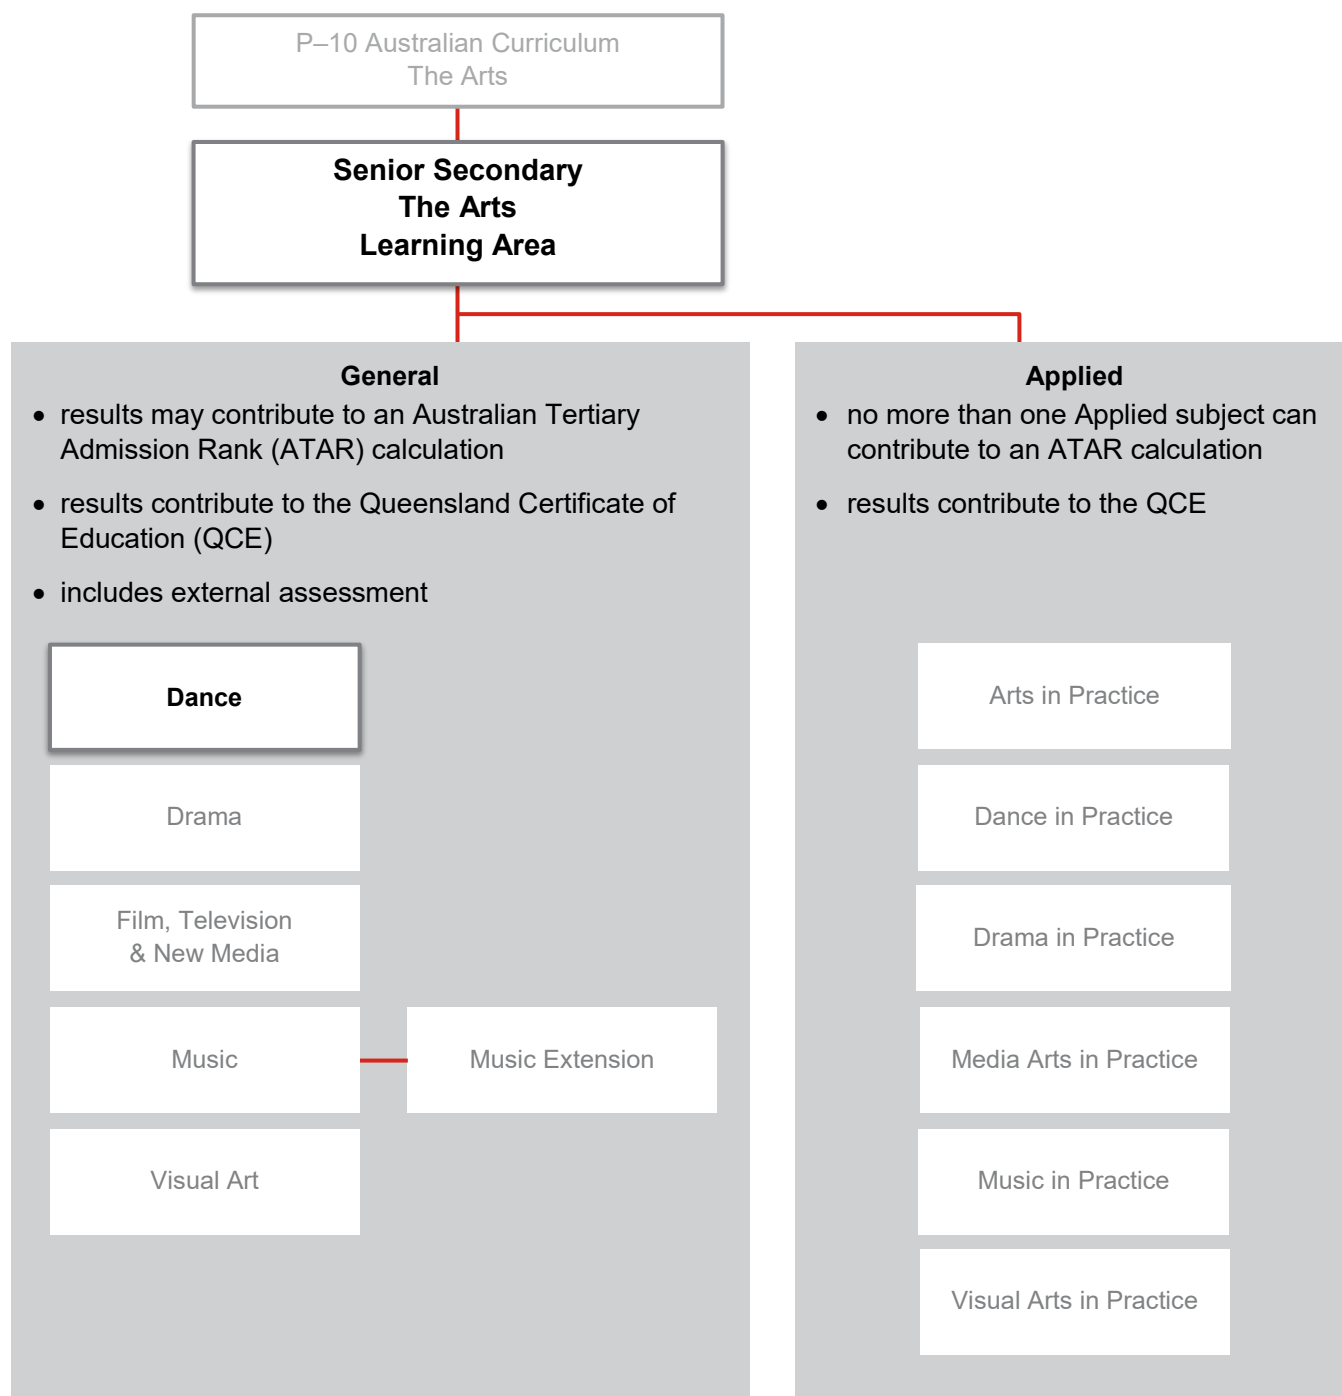 P–10 Australian Curriculum
The Arts
Senior Secondary
The Arts
Learning Area
General
• results may contribute to an Australian Tertiary
Admission Rank (ATAR) calculation
• results contribute to the Queensland Certificate of
Education (QCE)
• includes external assessment
Dance
Drama
Film, Television
& New Media
Music
Music Extension
Visual Art
Applied
• no more than one Applied subject can
contribute to an ATAR calculation
• results contribute to the QCE
Arts in Practice
Dance in Practice
Drama in Practice
Media Arts in Practice
Music in Practice
Visual Arts in Practice